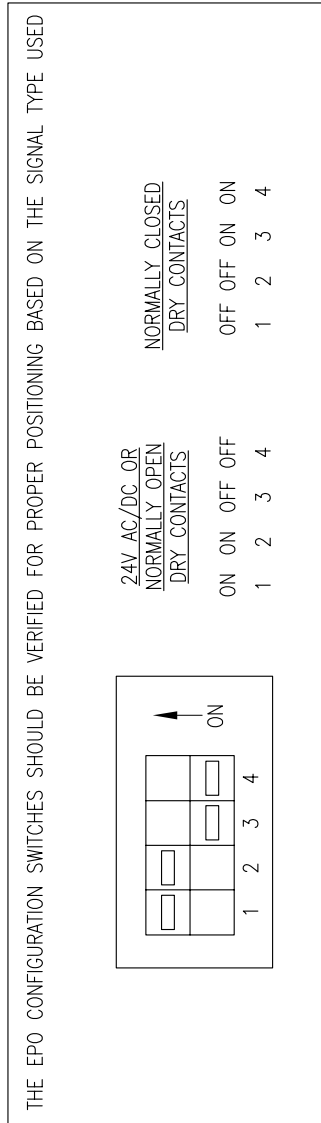 THE EPO CONFIGURATION SWITCHES SHOULD BE VERIFIED FOR PROPER POSITIONING BASED ON THE SIGNAL TYPE USED
ON
1 2 3 4
24V AC/DC OR
NORMALLY OPEN
DRY CONTACTS
ON ON OFF OFF
1 2 3 4
NORMALLY CLOSED
DRY CONTACTS
OFF OFF ON ON
1 2 3 4